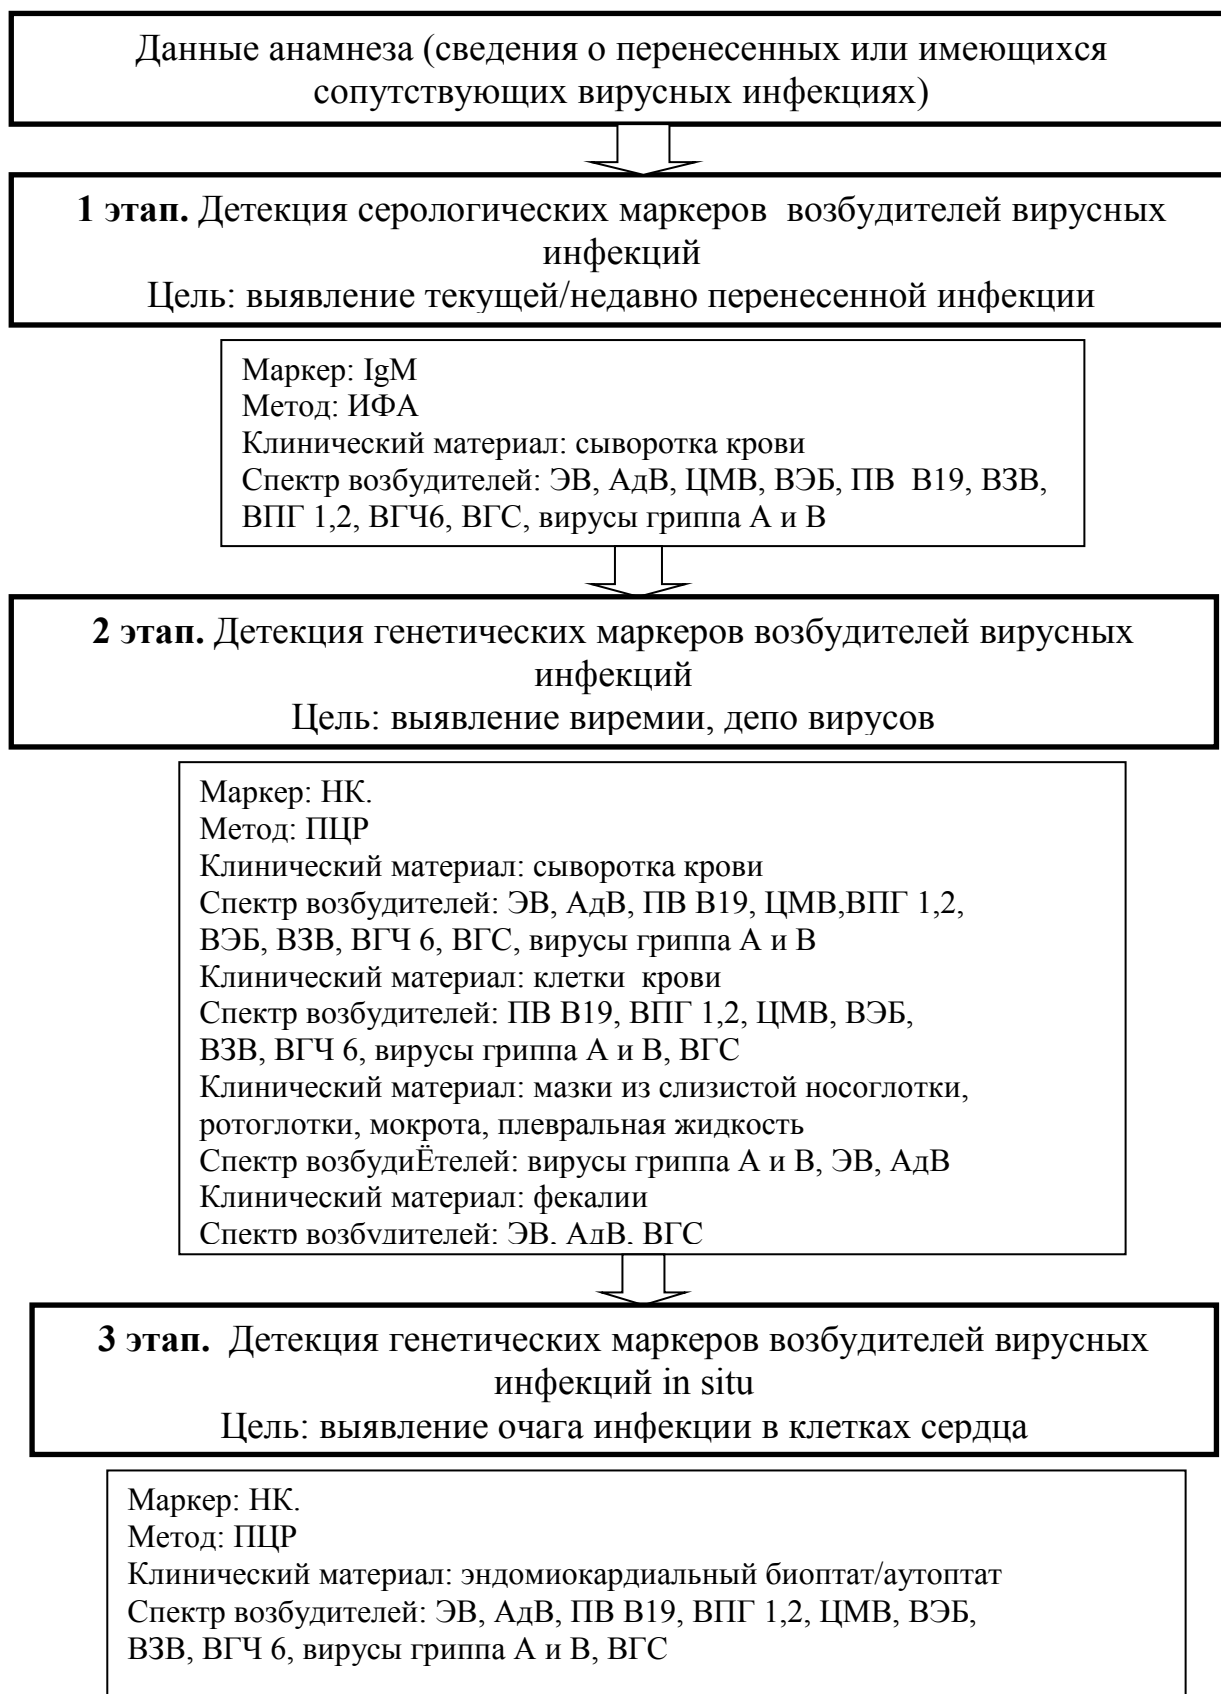 Данные анамнеза (сведения о перенесенных или имеющихся
сопутствующих вирусных инфекциях)
1 этап. Детекция серологических маркеров возбудителей вирусных
инфекций
Цель: выявление текущей/недавно перенесенной инфекции
Маркер: IgM
Метод: ИФА
Клинический материал: сыворотка крови
Спектр возбудителей: ЭВ, АдВ, ЦМВ, ВЭБ, ПВ В19, ВЗВ,
ВПГ 1,2, ВГЧ6, ВГС, вирусы гриппа А и В
2 этап. Детекция генетических маркеров возбудителей вирусных
инфекций
Цель: выявление виремии, депо вирусов
Маркер: НК.
Метод: ПЦР
Клинический материал: сыворотка крови
Спектр возбудителей: ЭВ, АдВ, ПВ В19, ЦМВ,ВПГ 1,2,
ВЭБ, ВЗВ, ВГЧ 6, ВГС, вирусы гриппа А и В
Клинический материал: клетки крови
Спектр возбудителей: ПВ В19, ВПГ 1,2, ЦМВ, ВЭБ,
ВЗВ, ВГЧ 6, вирусы гриппа А и В, ВГС
Клинический материал: мазки из слизистой носоглотки,
ротоглотки, мокрота, плевральная жидкость
Спектр возбудиЁтелей: вирусы гриппа А и В, ЭВ, АдВ
Клинический материал: фекалии
Спектр возбудителей: ЭВ, АдВ, ВГС
3 этап. Детекция генетических маркеров возбудителей вирусных
инфекций in situ
Цель: выявление очага инфекции в клетках сердца
Маркер: НК.
Метод: ПЦР
Клинический материал: эндомиокардиальный биоптат/аутоптат
Спектр возбудителей: ЭВ, АдВ, ПВ В19, ВПГ 1,2, ЦМВ, ВЭБ,
ВЗВ, ВГЧ 6, вирусы гриппа А и В, ВГС